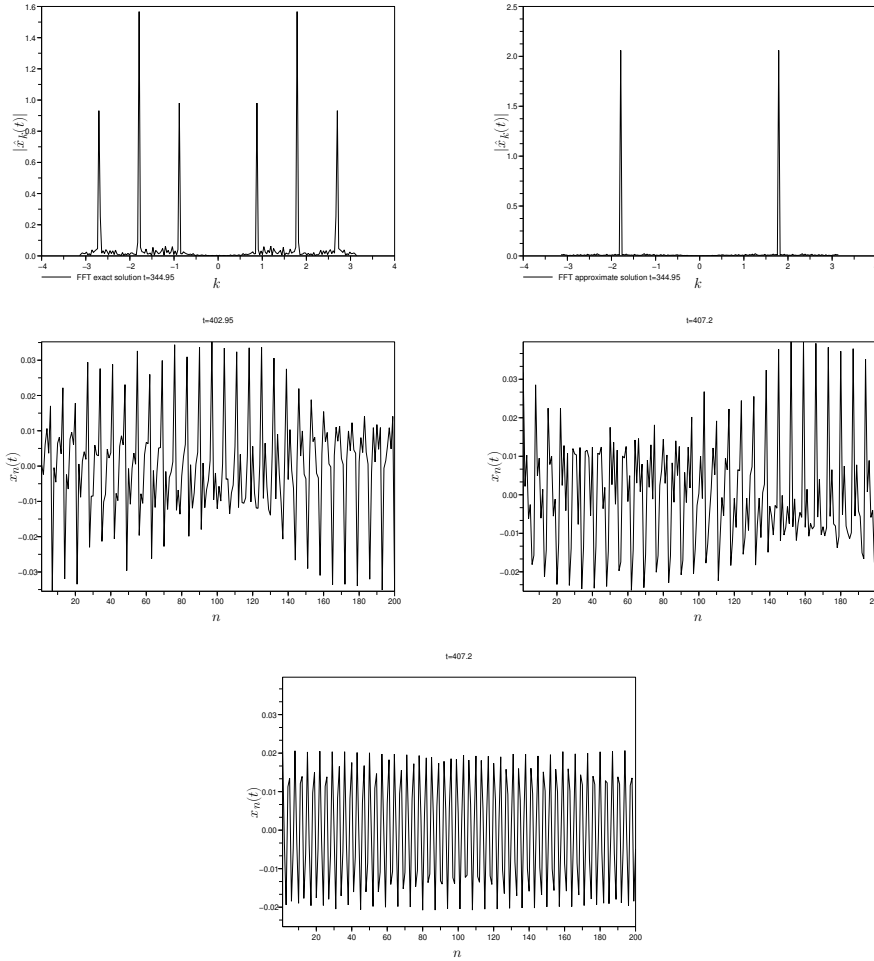 1.6
1.4
1.2
1.0
0.8
0.6
0.4
0.2
0.0
|x̂k(t)|
−4 −3 −2 −1 0 1 2 3 4
k
FFT exact solution t=344.95
2.5
2.0
1.5
1.0
0.5
0.0
|x̂k(t)|
−4 −3 −2 −1 0 1 2 3 4
k
FFT approximate solution t=344.95
t=402.95
0.03
0.02
0.01
0.00
−0.01
−0.02
−0.03
xn(t)
20 40 60 80 100 120 140 160 180 200
n
t=407.2
0.03
0.02
0.01
0.00
−0.01
−0.02
xn(t)
20 40 60 80 100 120 140 160 180 200
n
t=407.2
0.03
0.02
0.01
0.00
−0.01
−0.02
xn(t)
20 40 60 80 100 120 140 160 180 200
n